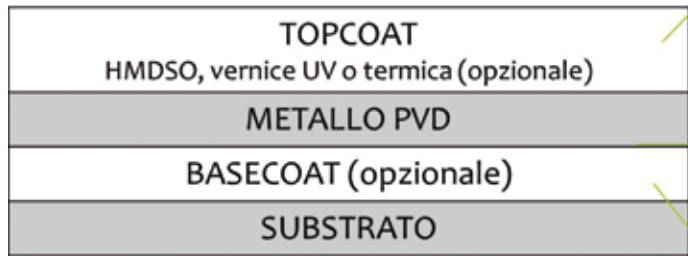 TOPCOAT
HMDSO, vernice UV o termica (opzionale)
METALLO PVD
BASECOAT (opzionale)
SUBSTRATO